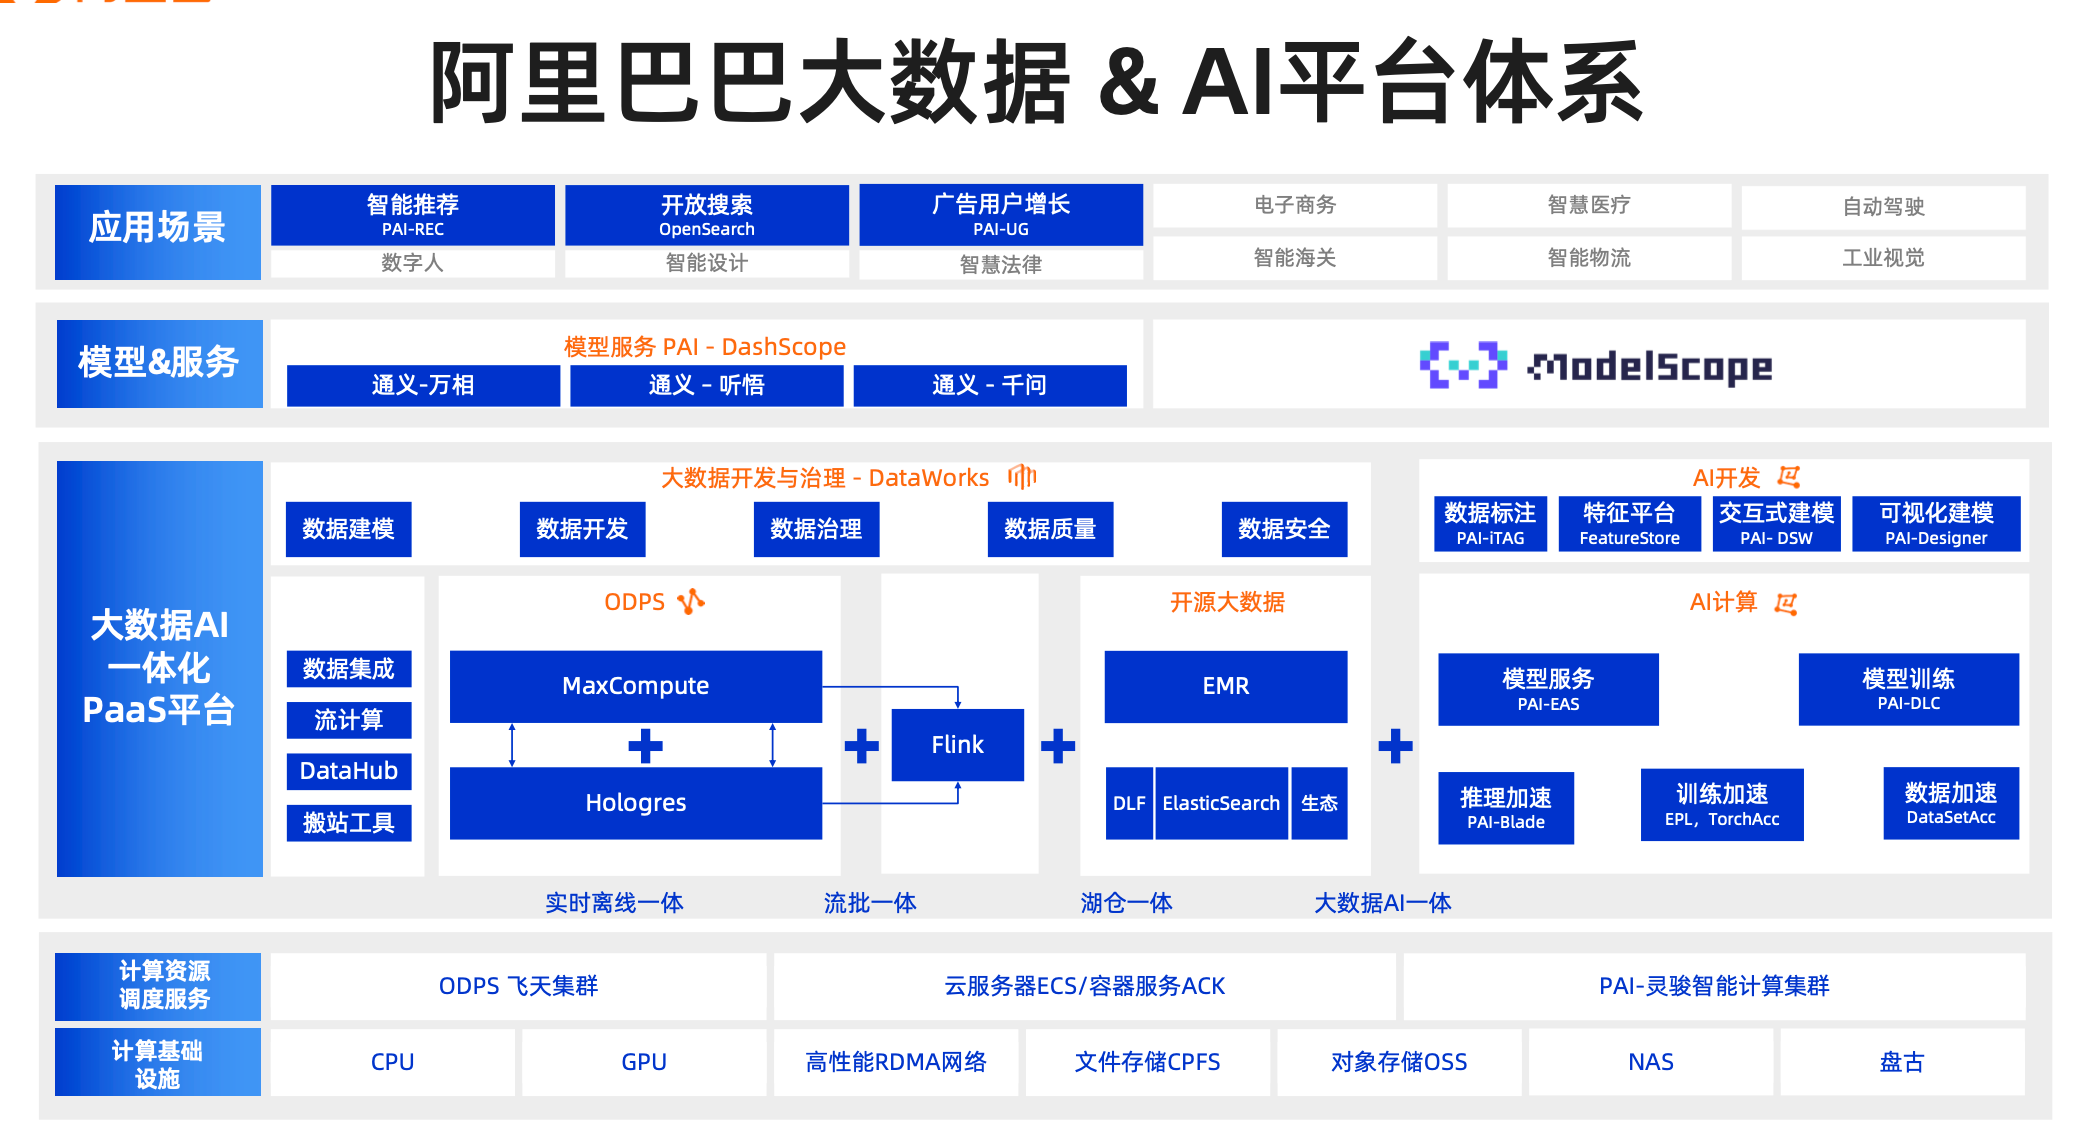 阿里巴巴大数据 & AI平台体系
应用场景
智能推荐
PAI-REC
开放搜索
OpenSearch
广告用户增长
PAI-UG
电子商务
智慧医疗
自动驾驶
数字人
智能设计
智慧法律
智能海关
智能物流
工业视觉
模型&服务
模型服务 PAI - DashScope
通义-万相
通义 - 听悟
通义 - 千问
ModelScope
大数据AI
一体化
PaaS平台
大数据开发与治理 - DataWorks
数据建模
数据开发
数据治理
数据质量
数据安全
AI开发
数据标注
PAI-iTAG
特征平台
FeatureStore
交互式建模
PAI- DSW
可视化建模
PAI-Designer
数据集成
流计算
DataHub
搬站工具
ODPS
MaxCompute
Hologres
Flink
开源大数据
EMR
DLF
ElasticSearch
生态
AI计算
模型服务
PAI-EAS
模型训练
PAI-DLC
推理加速
PAI-Blade
训练加速
EPL，TorchAcc
数据加速
DataSetAcc
实时离线一体
流批一体
湖仓一体
大数据AI一体
计算资源
调度服务
ODPS 飞天集群
云服务器ECS/容器服务ACK
PAI-灵骏智能计算集群
计算基础
设施
CPU
GPU
高性能RDMA网络
文件存储CPFS
对象存储OSS
NAS
盘古